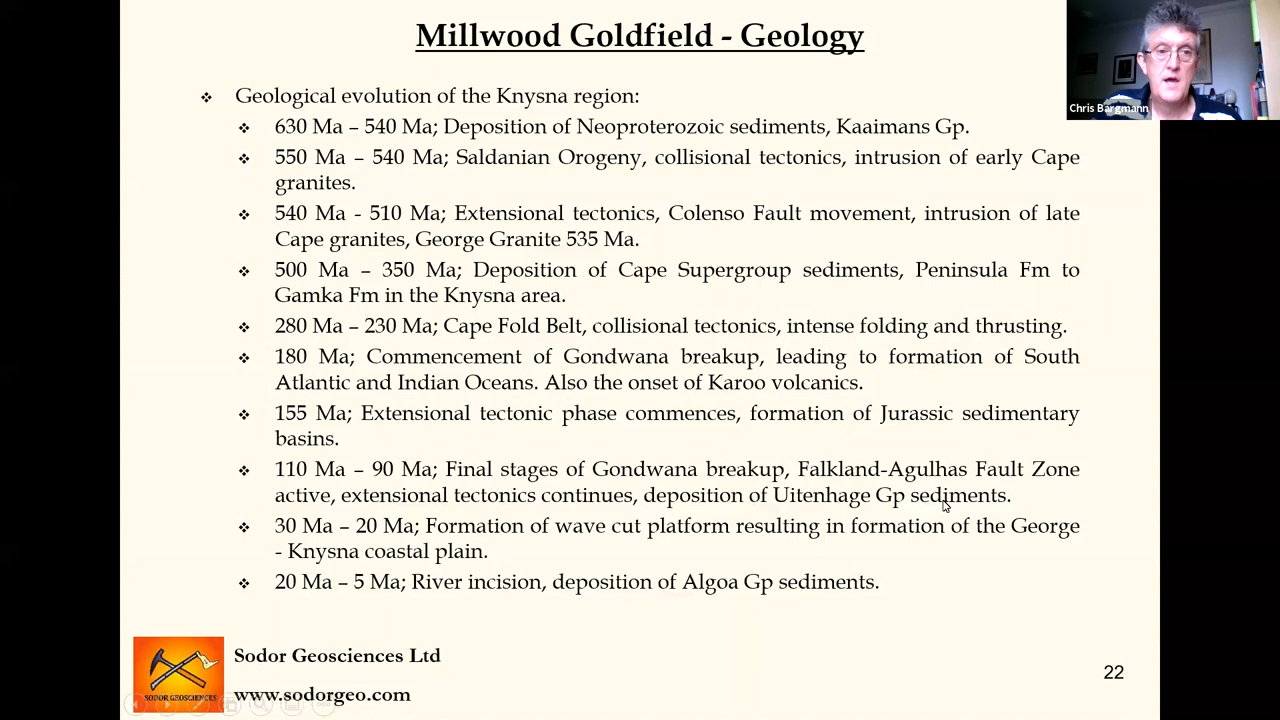 Millwood Goldfield - Geology
Chris Bargmann
Geological evolution of the Knysna region:
630 Ma – 540 Ma; Deposition of Neoproterozoic sediments, Kaaimans Gp.
550 Ma – 540 Ma; Saldanian Orogeny, collisional tectonics, intrusion of early Cape
granites.
540 Ma - 510 Ma; Extensional tectonics, Colenso Fault movement, intrusion of late
Cape granites, George Granite 535 Ma.
500 Ma – 350 Ma; Deposition of Cape Supergroup sediments, Peninsula Fm to
Gamka Fm in the Knysna area.
280 Ma – 230 Ma; Cape Fold Belt, collisional tectonics, intense folding and thrusting.
180 Ma; Commencement of Gondwana breakup, leading to formation of South
Atlantic and Indian Oceans. Also the onset of Karoo volcanics.
155 Ma; Extensional tectonic phase commences, formation of Jurassic sedimentary
basins.
110 Ma – 90 Ma; Final stages of Gondwana breakup, Falkland-Agulhas Fault Zone
active, extensional tectonics continues, deposition of Uitenhage Gp sediments.
30 Ma – 20 Ma; Formation of wave cut platform resulting in formation of the George
- Knysna coastal plain.
20 Ma – 5 Ma; River incision, deposition of Algoa Gp sediments.
SODOR GEOSCIENCES
Sodor Geosciences Ltd
www.sodorgeo.com
22